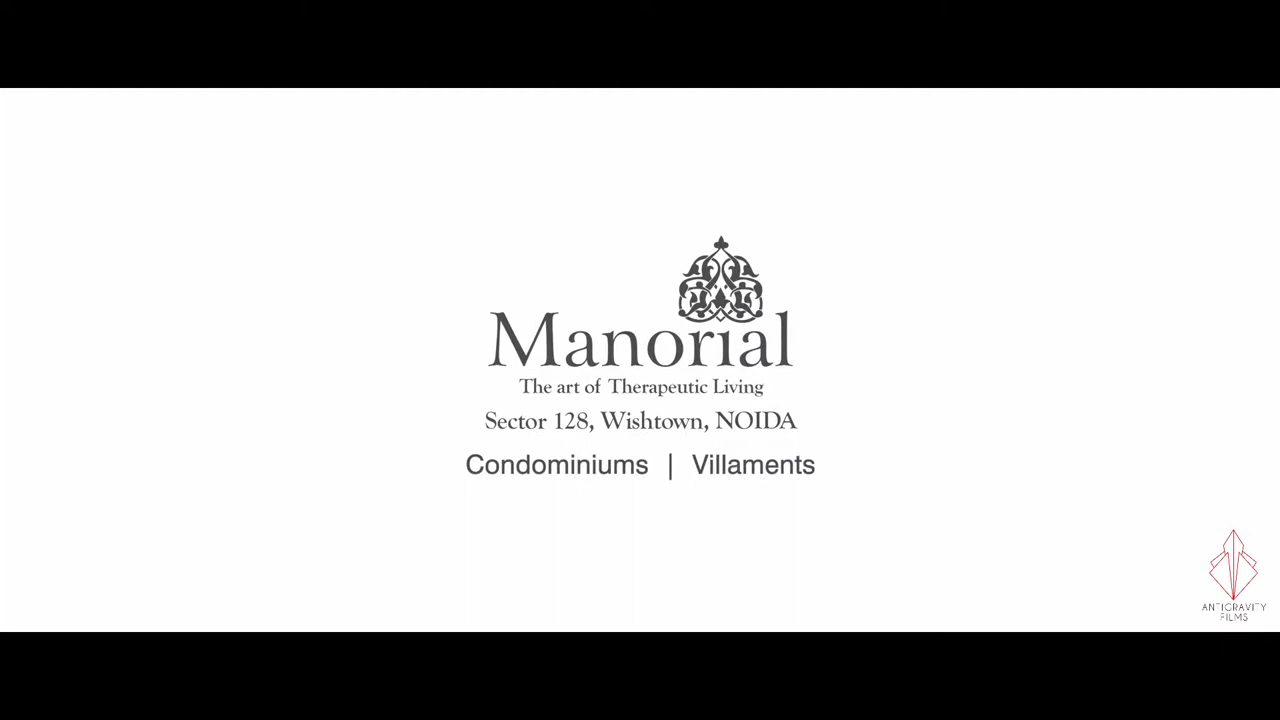 Manorial
The art of Therapeutic Living
Sector 128, Wishtown, NOIDA
Condominiums | Villaments
ANTIGRAVITY
FILMS